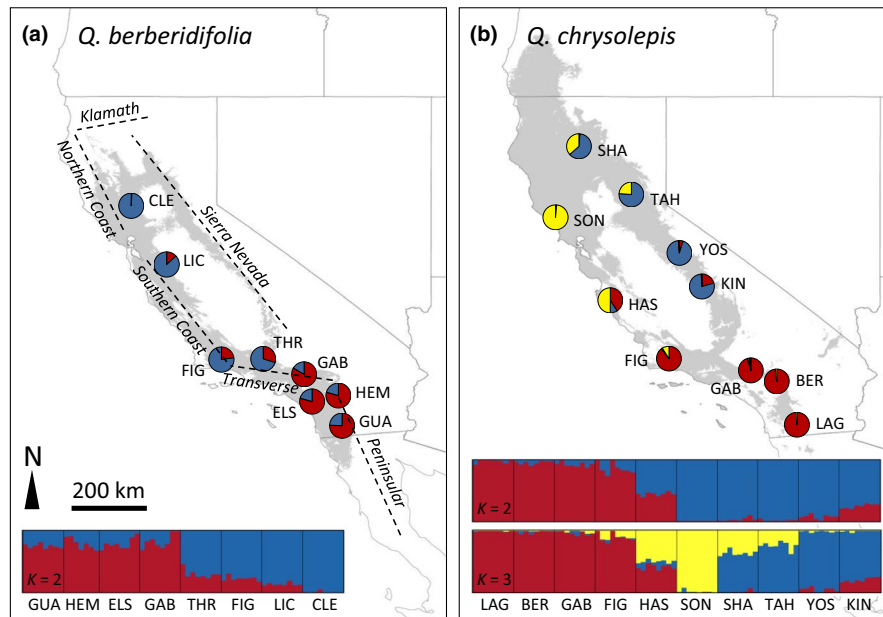 (a) Q. berberidifolia
Klamath
Northern Coast
Sierra Nevada
CLE
LIC
Southern Coast
THR
GAB
FIG
Transverse
HEM
ELS
GUA
Peninsular
N
200 km
K = 2
GUA HEM ELS GAB THR FIG LIC CLE
(b) Q. chrysolepis
SHA
TAH
SON
YOS
KIN
HAS
FIG
GAB
BER
LAG
K = 2
K = 3
LAG BER GAB FIG HAS SON SHA TAH YOS KIN